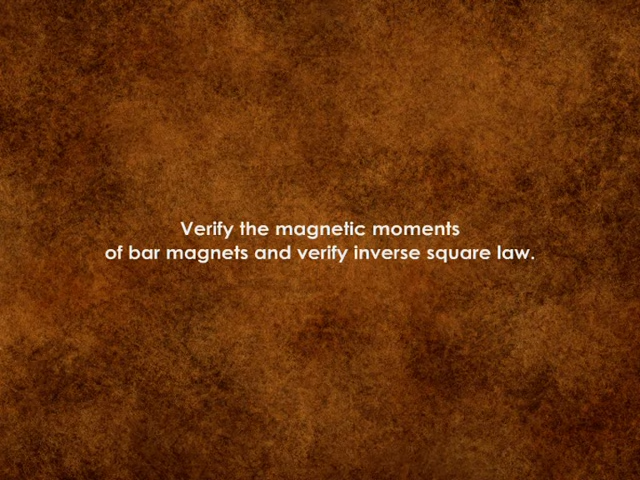 Verify the magnetic moments
of bar magnets and verify inverse square law.